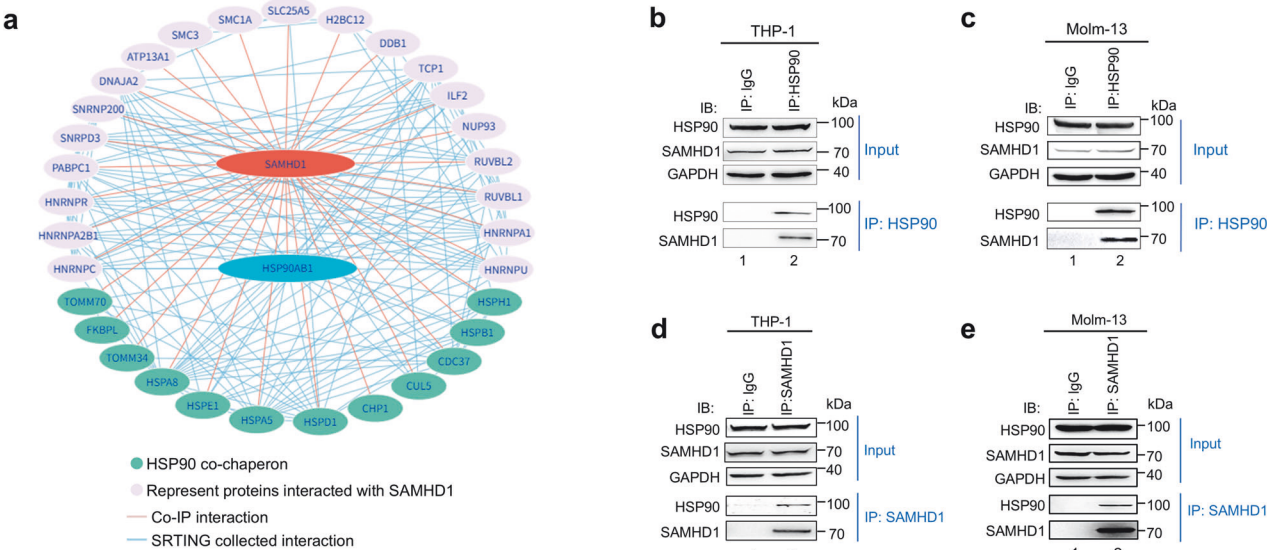 a
SLC25A5
SMC1A
H2BC12
SMC3
DDB1
ATP13A1
TCP1
DNAJA2
ILF2
SNRNP200
NUP93
SNRPD3
RUVBL2
SAMHD1
PABPC1
RUVBL1
HNRNPR
HNRNPA1
HNRNPA2B1
HNRNPC
HSP90AB1
HNRNPU
TOMM70
HSPH1
FKBPL
HSPB1
TOMM34
CDC37
HSPA8
CUL5
HSPE1
CHP1
HSPA5
HSPD1
HSP90 co-chaperon
Represent proteins interacted with SAMHD1
Co-IP interaction
SRTING collected interaction
b
THP-1
IP: IgG
IP:HSP90
IB:
kDa
HSP90
100
SAMHD1
70
Input
GAPDH
40
HSP90
100
IP: HSP90
SAMHD1
70
1 2
c
Molm-13
IP: IgG
IP:HSP90
IB:
kDa
HSP90
100
SAMHD1
70
Input
GAPDH
40
HSP90
100
IP: HSP90
SAMHD1
70
1 2
d
THP-1
IP: IgG
IP:SAMHD1
IB:
kDa
HSP90
100
SAMHD1
70
Input
GAPDH
40
HSP90
100
IP: SAMHD1
SAMHD1
70
e
Molm-13
IP: IgG
IP: SAMHD1
IB:
kDa
HSP90
100
Input
SAMHD1
70
GAPDH
40
HSP90
100
IP: SAMHD1
SAMHD1
70